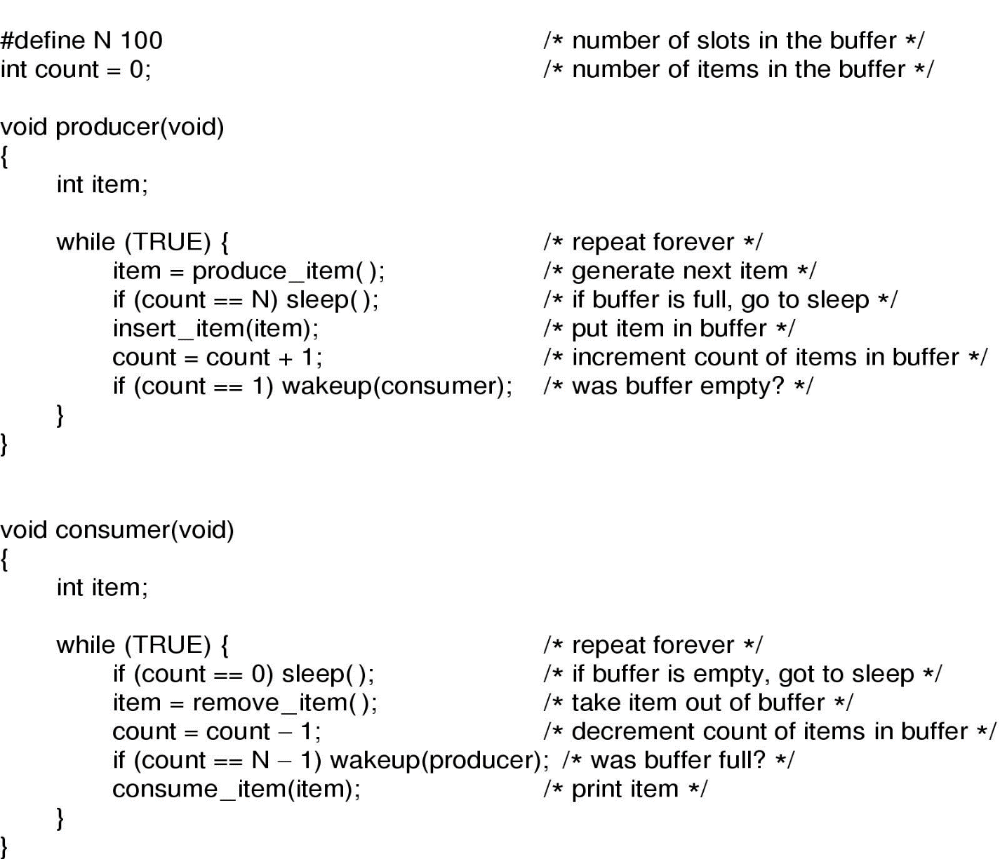 #define N 100 /* number of slots in the buffer */
int count = 0; /* number of items in the buffer */
void producer(void)
{
int item;
while (TRUE) { /* repeat forever */
item = produce_item( ); /* generate next item */
if (count == N) sleep( ); /* if buffer is full, go to sleep */
insert_item(item); /* put item in buffer */
count = count + 1; /* increment count of items in buffer */
if (count == 1) wakeup(consumer); /* was buffer empty? */
}
}
void consumer(void)
{
int item;
while (TRUE) { /* repeat forever */
if (count == 0) sleep( ); /* if buffer is empty, got to sleep */
item = remove_item( ); /* take item out of buffer */
count = count − 1; /* decrement count of items in buffer */
if (count == N − 1) wakeup(producer); /* was buffer full? */
consume_item(item); /* print item */
}
}